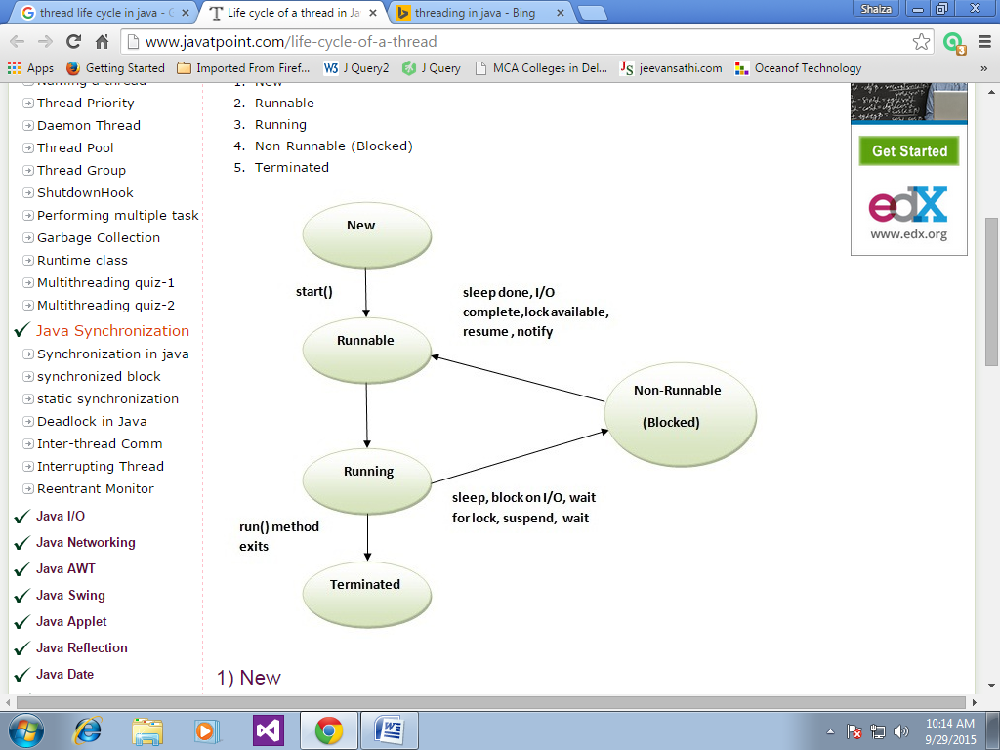 thread life cycle in java - G
Life cycle of a thread in Ja
threading in java - Bing
Shalza
www.javatpoint.com/life-cycle-of-a-thread
3
Apps
Getting Started
Imported From Firef...
W3 J Query2
J Query
MCA Colleges in Del...
JS jeevansathi.com
Oceanof Technology
»
Naming a thread
Thread Priority
Daemon Thread
Thread Pool
Thread Group
ShutdownHook
Performing multiple task
Garbage Collection
Runtime class
Multithreading quiz-1
Multithreading quiz-2
Java Synchronization
Synchronization in java
synchronized block
static synchronization
Deadlock in Java
Inter-thread Comm
Interrupting Thread
Reentrant Monitor
Java I/O
Java Networking
Java AWT
Java Swing
Java Applet
Java Reflection
Java Date
1. New
2. Runnable
3. Running
4. Non-Runnable (Blocked)
5. Terminated
New
start()
sleep done, I/O
complete,lock available,
resume , notify
Runnable
Non-Runnable
(Blocked)
Running
sleep, block on I/O, wait
for lock, suspend, wait
run() method
exits
Terminated
1) New
Get Started
edX
www.edx.org
10:14 AM
9/29/2015